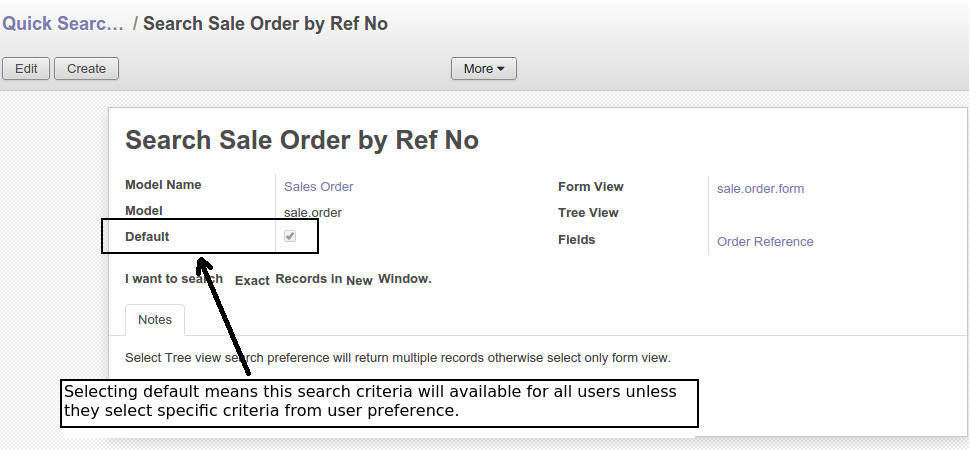 Quick Searc... / Search Sale Order by Ref No
Edit Create More
Search Sale Order by Ref No
Model Name Sales Order Form View sale.order.form
Model sale.order Tree View
Default Fields Order Reference
I want to search Exact Records in New Window.
Notes
Select Tree view search preference will return multiple records otherwise select only form view.
Selecting default means this search criteria will available for all users unless
they select specific criteria from user preference.